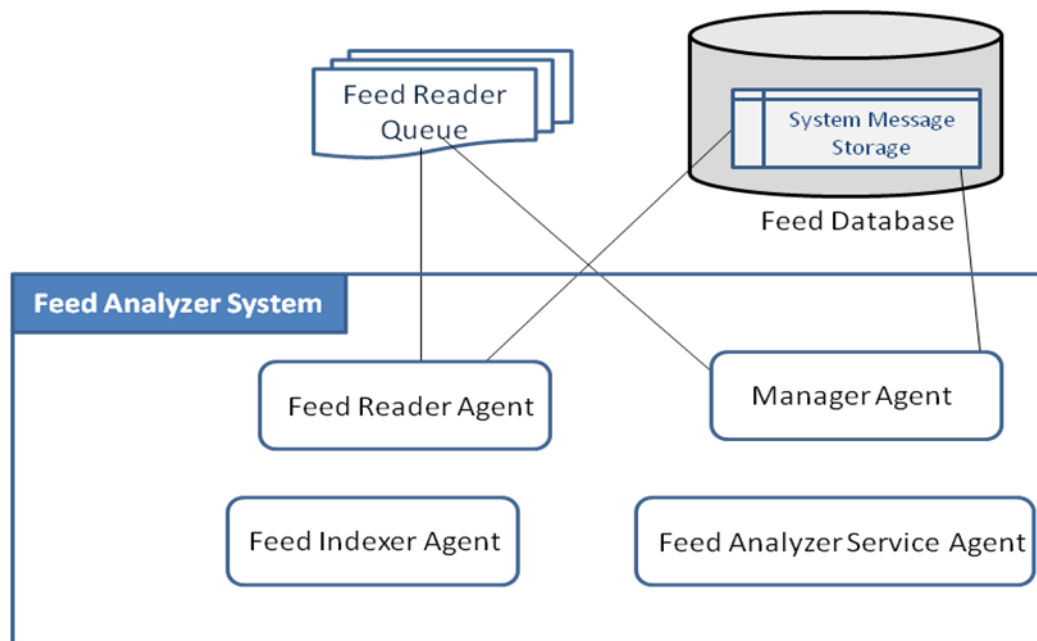 Feed Reader
Queue
System Message
Storage
Feed Database
Feed Analyzer System
Feed Reader Agent
Manager Agent
Feed Indexer Agent
Feed Analyzer Service Agent